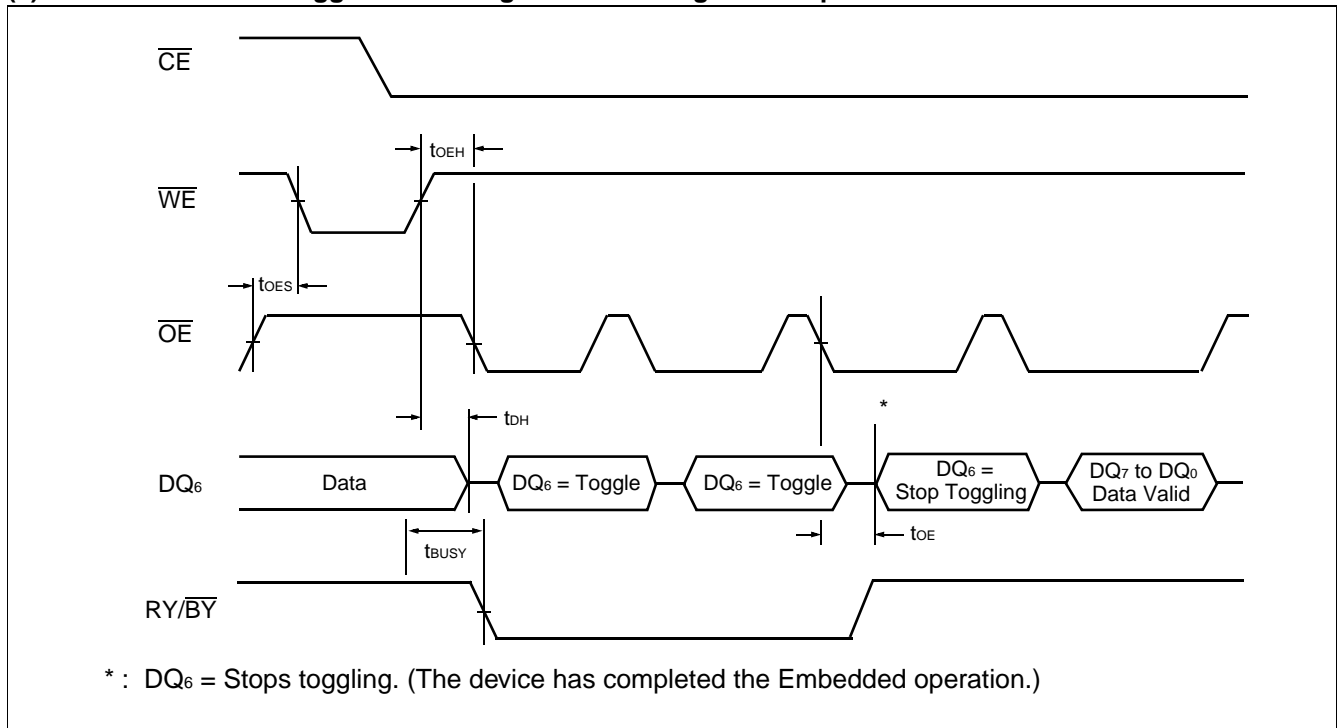 CE
tOEH
WE
tOES
OE
*
tDH
DQ6
Data
DQ6 = Toggle
DQ6 = Toggle
DQ6 =
Stop Toggling
DQ7 to DQ0
Data Valid
tBUSY
tOE
RY/BY
* : DQ6 = Stops toggling. (The device has completed the Embedded operation.)